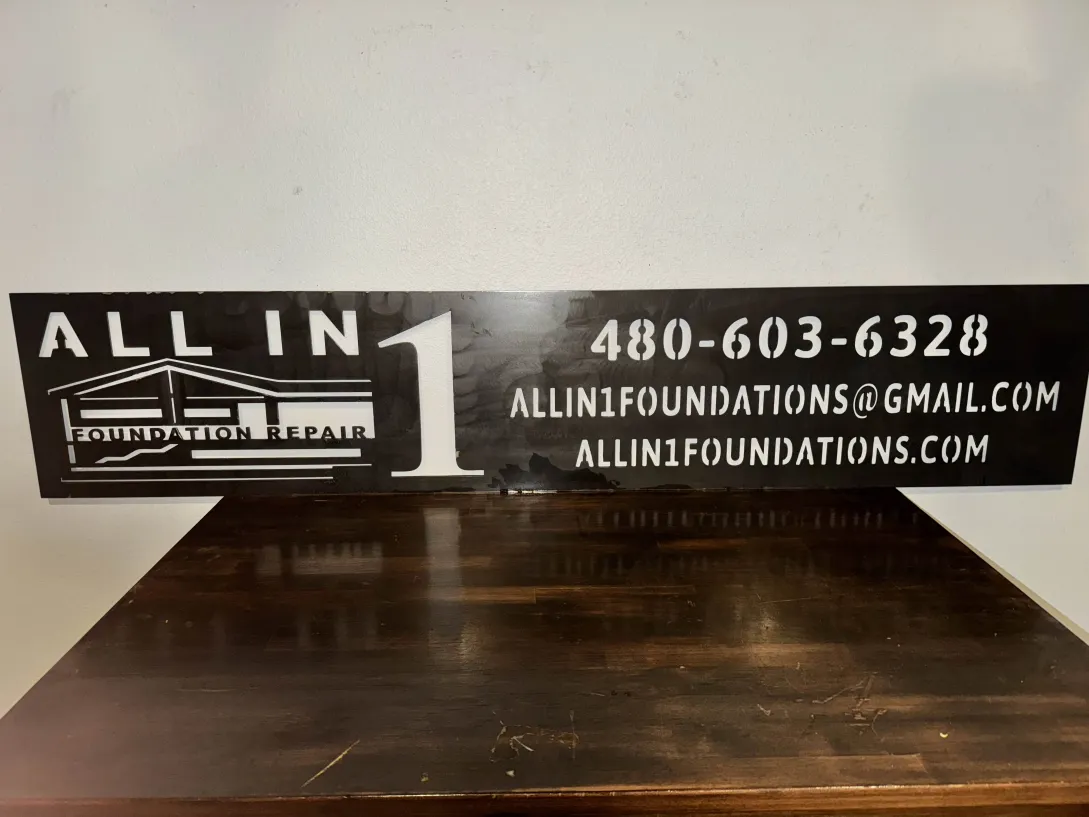 ALL IN 1
FOUNDATION REPAIR
480-603-6328
ALLIN1FOUNDATIONS@GMAIL.COM
ALLIN1FOUNDATIONS.COM